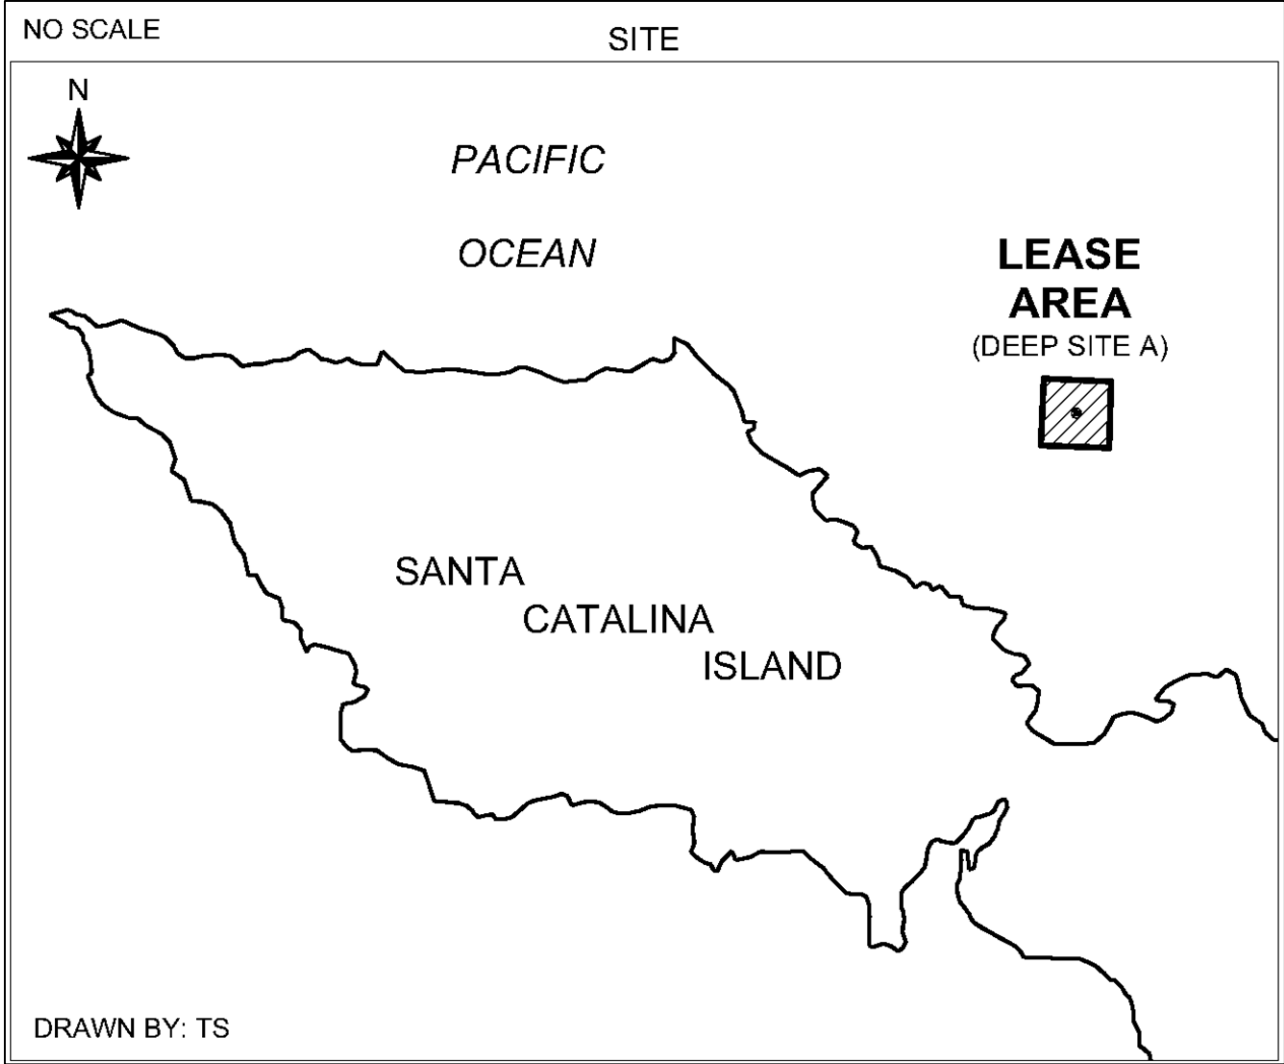 NO SCALE
SITE
N
PACIFIC
OCEAN
LEASE
AREA
(DEEP SITE A)
SANTA
CATALINA
ISLAND
DRAWN BY: TS